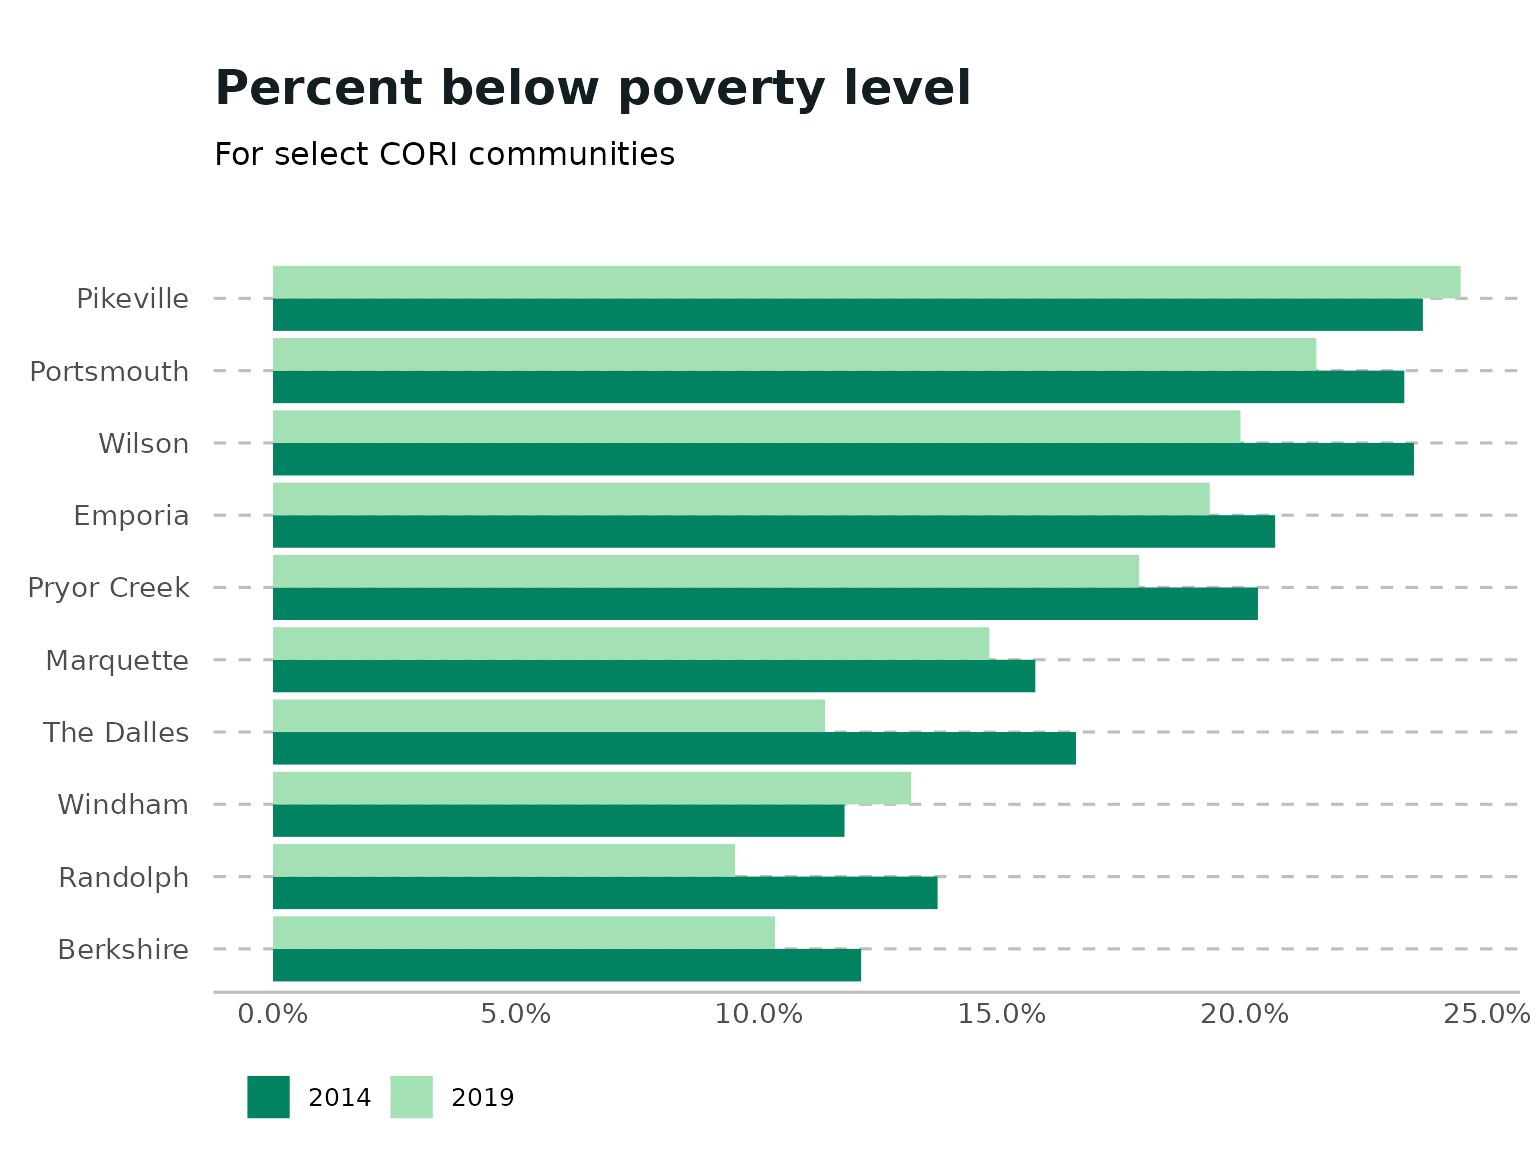 Percent below poverty level
For select CORI communities
Pikeville
Portsmouth
Wilson
Emporia
Pryor Creek
Marquette
The Dalles
Windham
Randolph
Berkshire
0.0% 5.0% 10.0% 15.0% 20.0% 25.0%
2014 2019